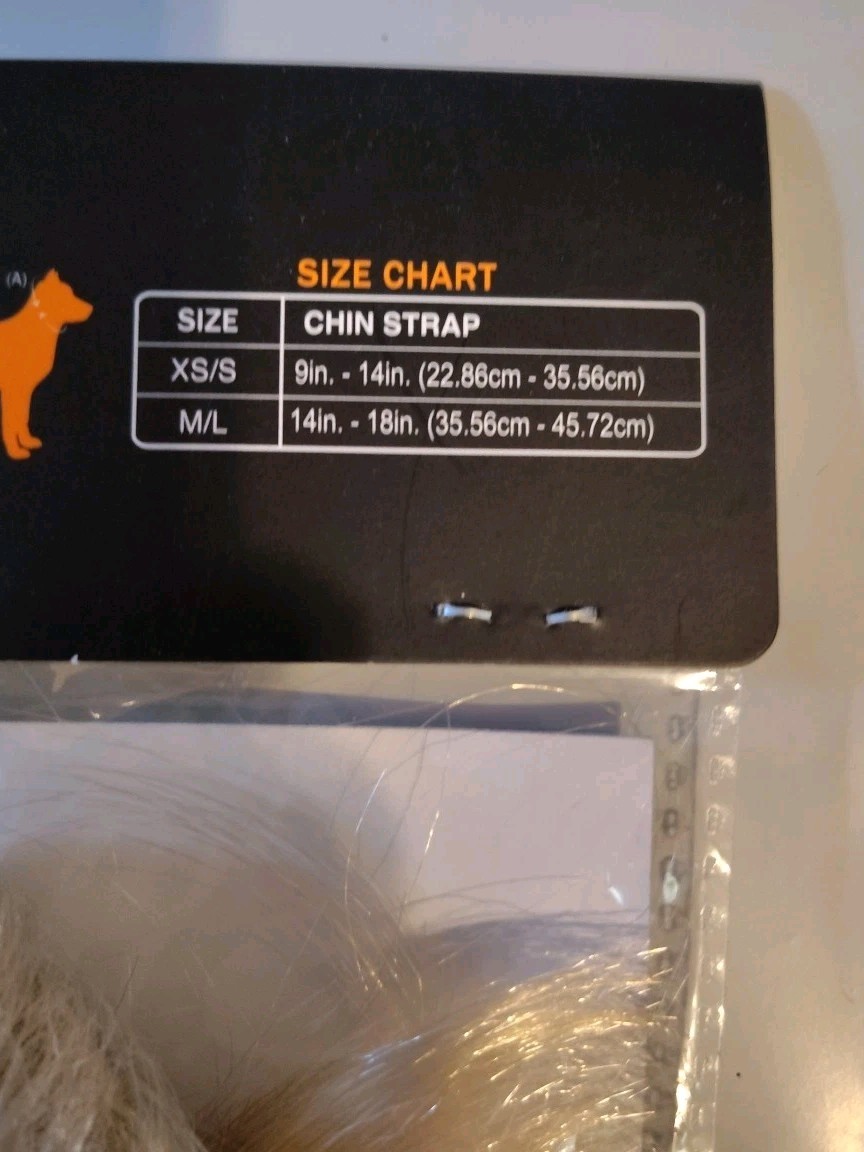 (A)
SIZE CHART
SIZE CHIN STRAP
XS/S 9in. - 14in. (22.86cm - 35.56cm)
M/L 14in. - 18in. (35.56cm - 45.72cm)